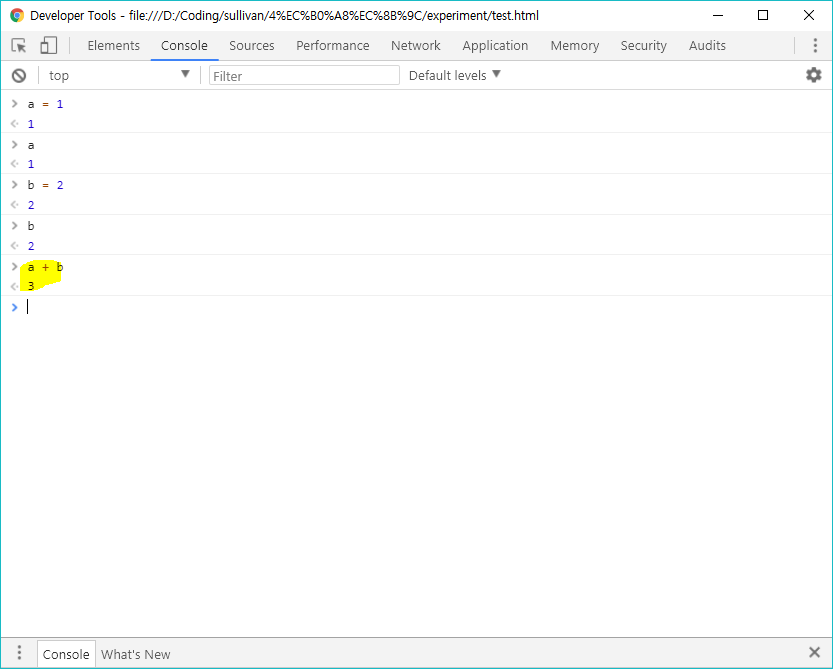 Developer Tools - file:///D:/Coding/sullivan/4%EC%B0%A8%EC%8B%9C/experiment/test.html
Elements Console Sources Performance Network Application Memory Security Audits
top Filter Default levels
> a = 1
1
> a
1
> b = 2
2
> b
2
> a + b
3
>
Console What's New